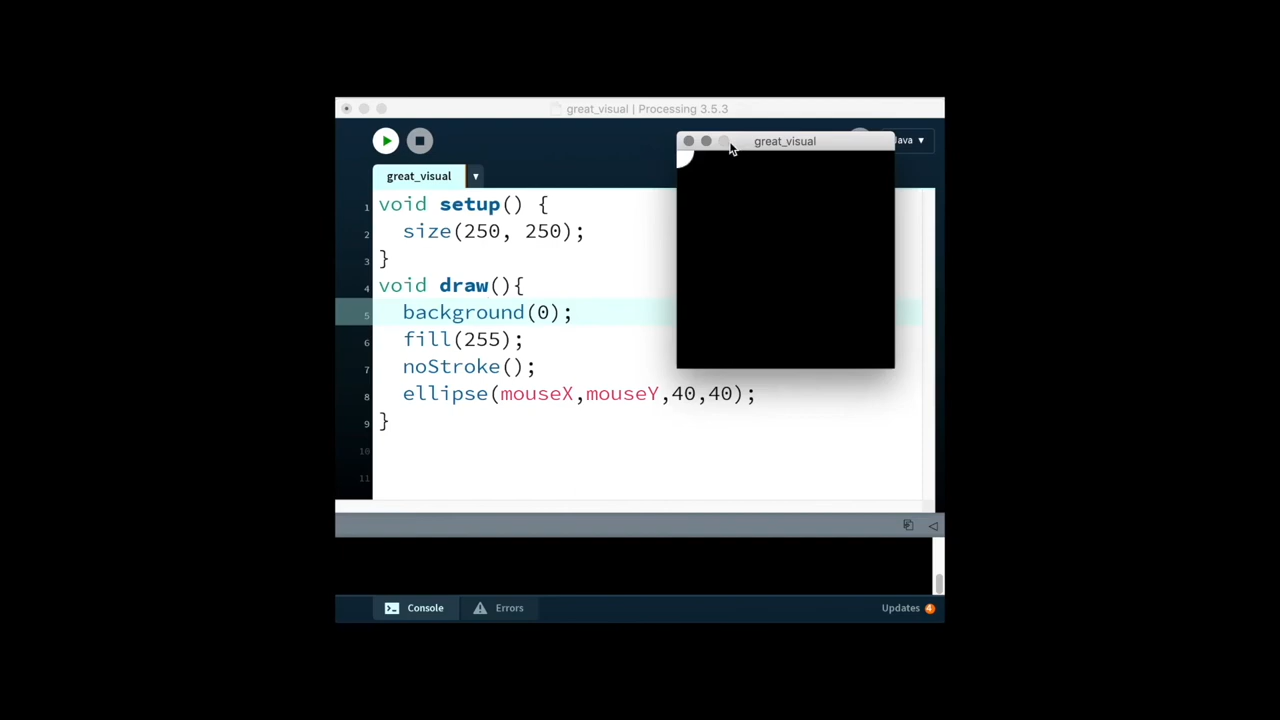 great_visual | Processing 3.5.3
great_visual
ava ▾
great_visual ▾
1 void setup() {
2 size(250, 250);
3 }
4 void draw(){
5 background(0);
6 fill(255);
7 noStroke();
8 ellipse(mouseX,mouseY,40,40);
9 }
10
11
Console Errors Updates 4